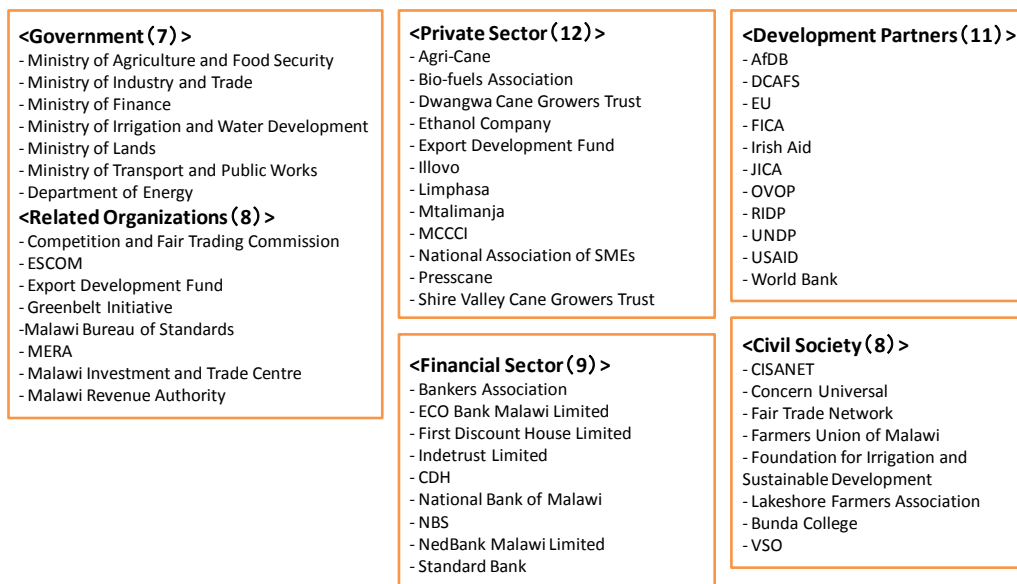 <Government(7)>
- Ministry of Agriculture and Food Security
- Ministry of Industry and Trade
- Ministry of Finance
- Ministry of Irrigation and Water Development
- Ministry of Lands
- Ministry of Transport and Public Works
- Department of Energy
<Related Organizations(8)>
- Competition and Fair Trading Commission
- ESCOM
- Export Development Fund
- Greenbelt Initiative
-Malawi Bureau of Standards
- MERA
- Malawi Investment and Trade Centre
- Malawi Revenue Authority
<Private Sector(12)>
- Agri-Cane
- Bio-fuels Association
- Dwangwa Cane Growers Trust
- Ethanol Company
- Export Development Fund
- Illovo
- Limphasa
- Mtalimanja
- MCCCI
- National Association of SMEs
- Presscane
- Shire Valley Cane Growers Trust
<Financial Sector(9)>
- Bankers Association
- ECO Bank Malawi Limited
- First Discount House Limited
- Indetrust Limited
- CDH
- National Bank of Malawi
- NBS
- NedBank Malawi Limited
- Standard Bank
<Development Partners(11)>
- AfDB
- DCAFS
- EU
- FICA
- Irish Aid
- JICA
- OVOP
- RIDP
- UNDP
- USAID
- World Bank
<Civil Society(8)>
- CISANET
- Concern Universal
- Fair Trade Network
- Farmers Union of Malawi
- Foundation for Irrigation and
Sustainable Development
- Lakeshore Farmers Association
- Bunda College
- VSO